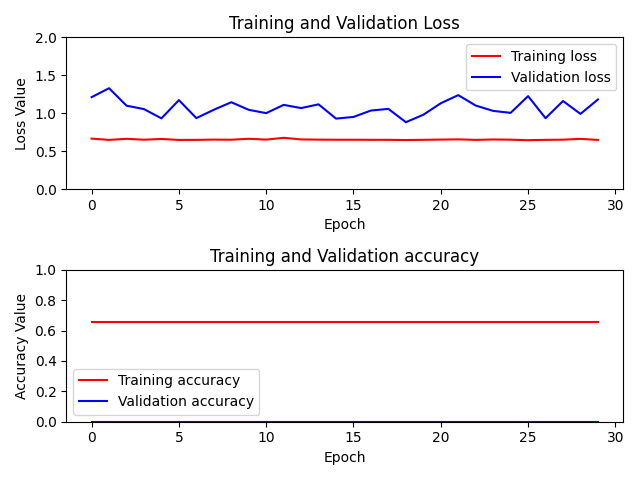 Training and Validation Loss
2.0
1.5
1.0
0.5
0.0
Loss Value
Training loss
Validation loss
0 5 10 15 20 25 30
Epoch
Training and Validation accuracy
1.0
0.8
0.6
0.4
0.2
0.0
Accuracy Value
Training accuracy
Validation accuracy
0 5 10 15 20 25 30
Epoch